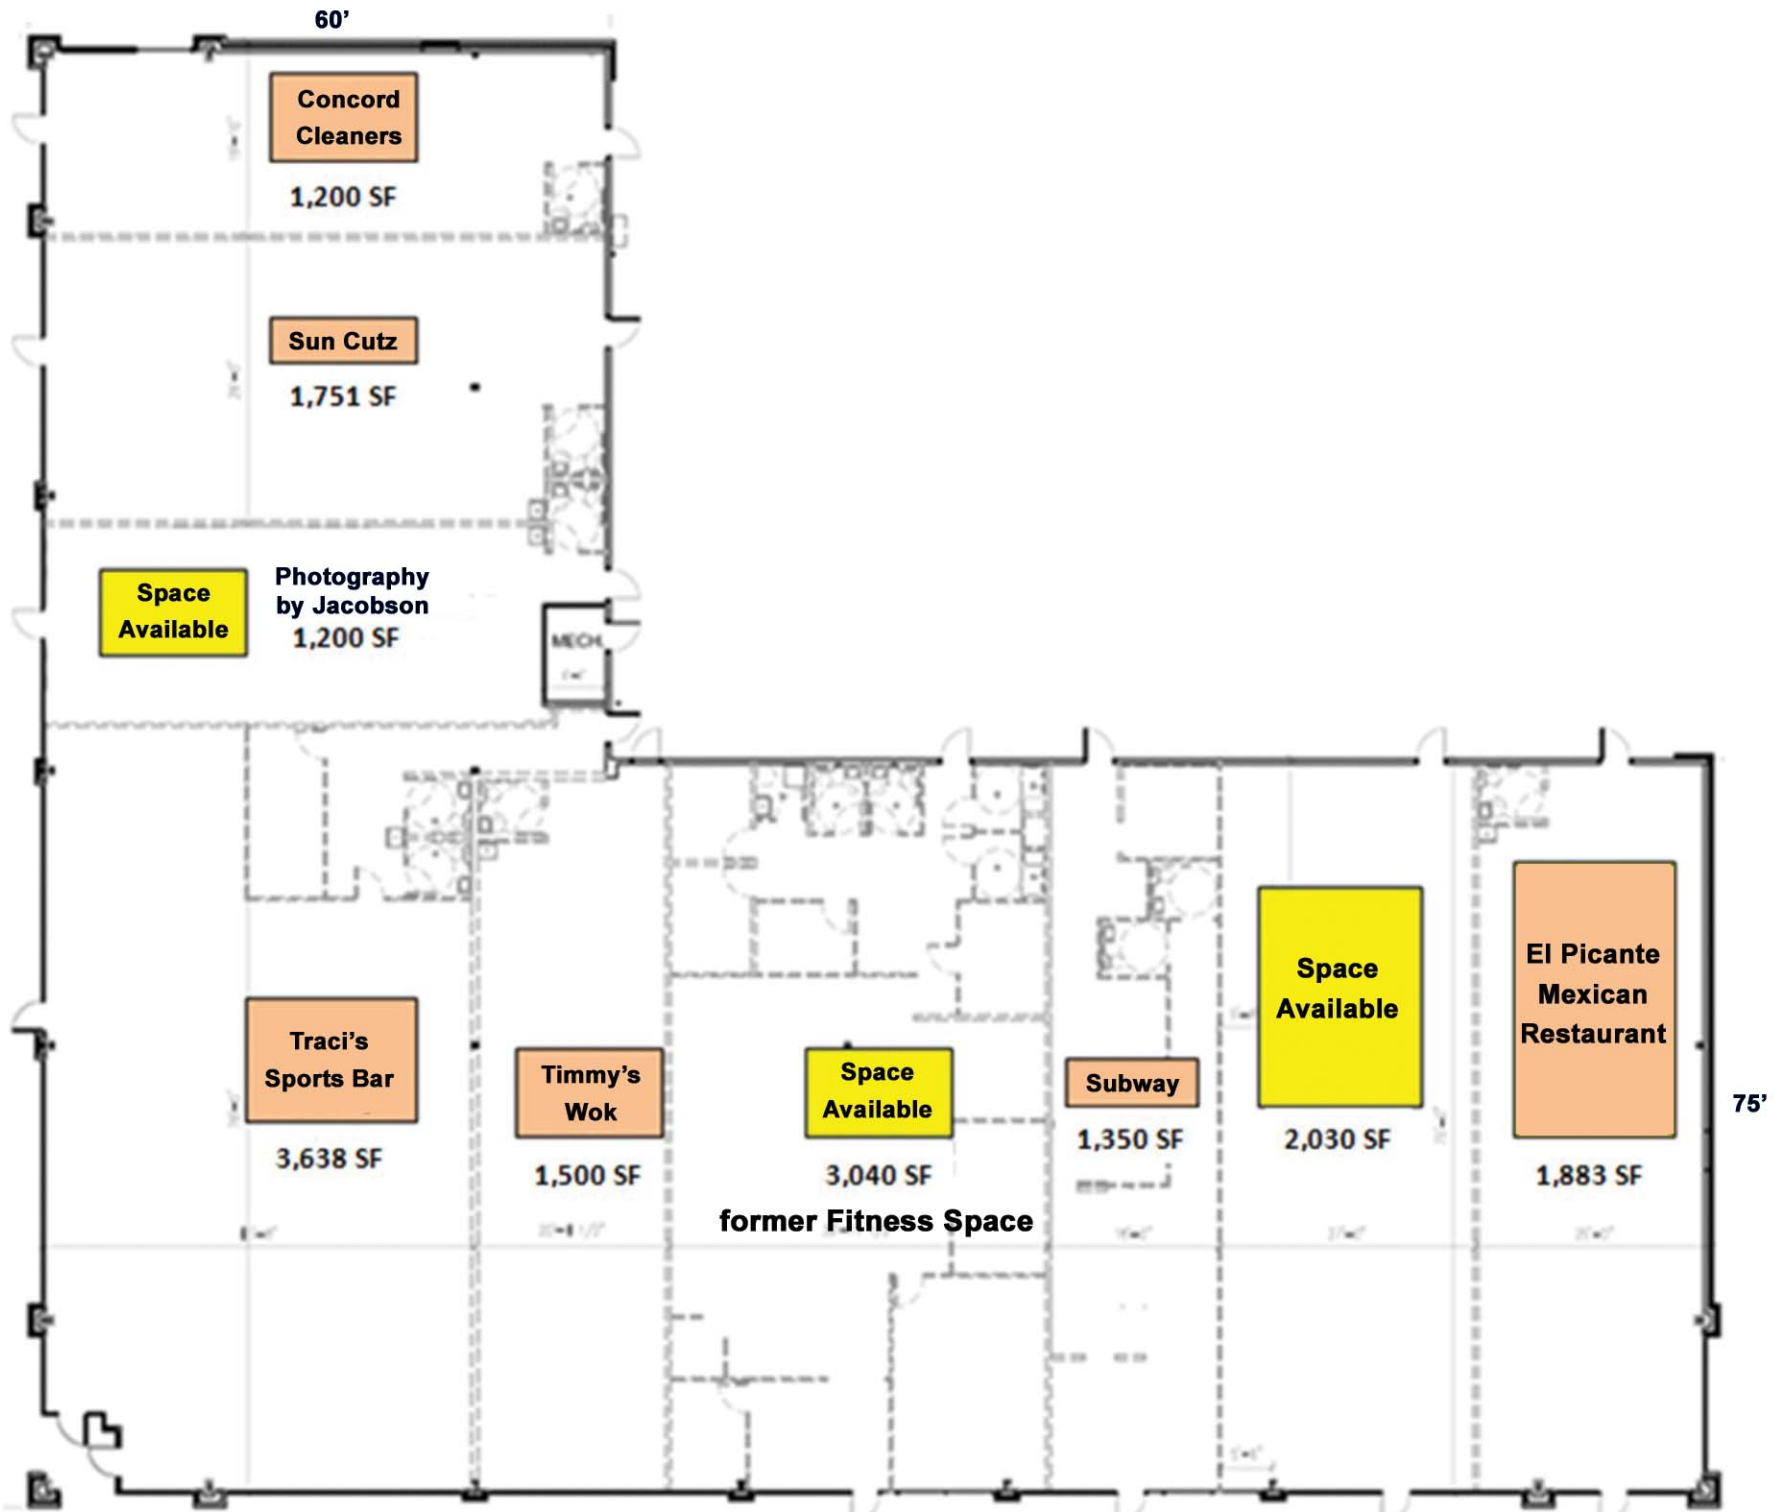 60’
Concord
Cleaners
1,200 SF
Sun Cutz
1,751 SF
Space
Available
Photography
by Jacobson
1,200 SF
MECH.
Traci’s
Sports Bar
3,638 SF
Timmy’s
Wok
1,500 SF
Space
Available
3,040 SF
former Fitness Space
Subway
1,350 SF
Space
Available
2,030 SF
El Picante
Mexican
Restaurant
1,883 SF
75’